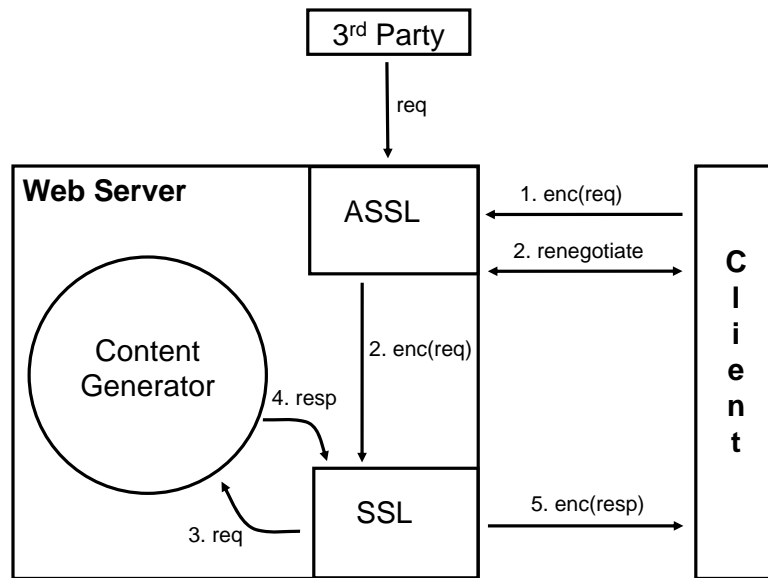 3rd Party
req
Web Server
ASSL
1. enc(req)
2. renegotiate
Client
Content
Generator
2. enc(req)
4. resp
SSL
3. req
5. enc(resp)